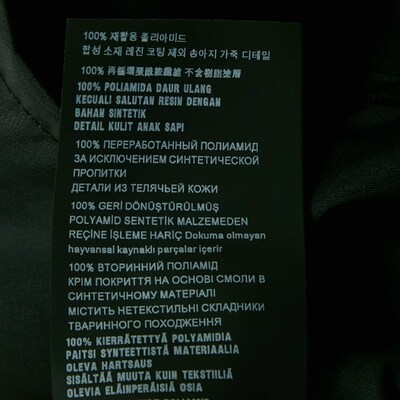 100% 재활용 폴리아미드
합성 소재 레진 코팅 제외 송아지 가죽 디테일
100% 再循環聚醯胺纖維 不含樹脂塗層
100% POLIAMIDA DAUR ULANG
KECUALI SALUTAN RESIN DENGAN
BAHAN SINTETIK
DETAIL KULIT ANAK SAPI
100% ПЕРЕРАБОТАННЫЙ ПОЛИАМИД
ЗА ИСКЛЮЧЕНИЕМ СИНТЕТИЧЕСКОЙ
ПРОПИТКИ
ДЕТАЛИ ИЗ ТЕЛЯЧЬЕЙ КОЖИ
100% GERİ DÖNÜŞTÜRÜLMÜŞ
POLYAMID SENTETİK MALZEMEDEN
REÇİNE İŞLEME HARİÇ Dokuma olmayan
hayvansal kaynaklı parçalar içerir
100% ВТОРИННИЙ ПОЛІАМІД
КРІМ ПОКРИТТЯ НА ОСНОВІ СМОЛИ В
СИНТЕТИЧНОМУ МАТЕРІАЛІ
МІСТИТЬ НЕТЕКСТИЛЬНІ СКЛАДНИКИ
ТВАРИННОГО ПОХОДЖЕННЯ
100% KIERRÄTETTYÄ POLYAMIDIA
PAITSI SYNTEETTISTÄ MATERIAALIA
OLEVA HARTSAUS
SISÄLTÄÄ MUUTA KUIN TEKSTIILIÄ
OLEVIA ELÄINPERÄISIÄ OSIA